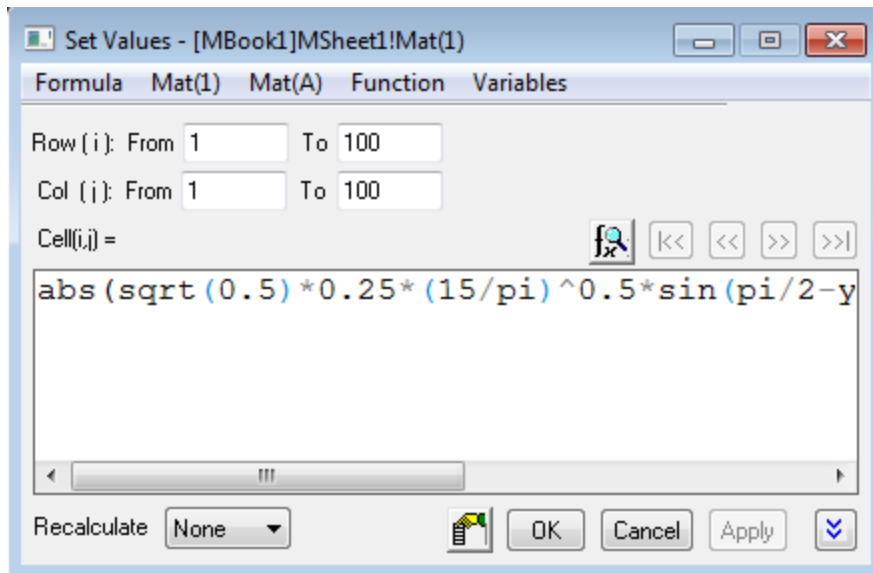 Set Values - [MBook1]MSheet1!Mat(1)
Formula Mat(1) Mat(A) Function Variables
Row (i): From 1 To 100
Col (j): From 1 To 100
Cell(i,j) =
fx |<< << >> >>|
abs(sqrt(0.5)*0.25*(15/pi)^0.5*sin(pi/2-y
Recalculate None OK Cancel Apply